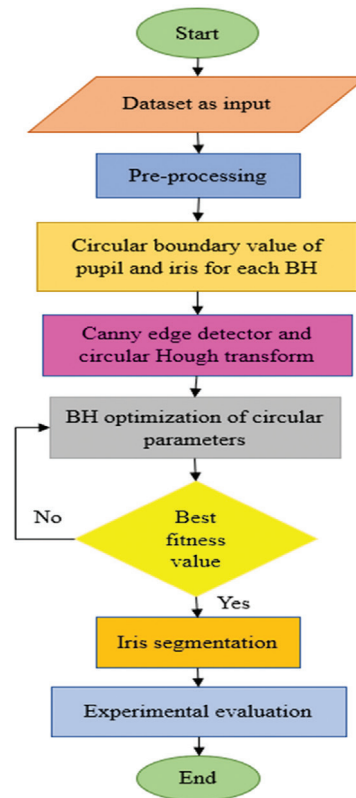 Start
Dataset as input
Pre-processing
Circular boundary value of
pupil and iris for each BH
Canny edge detector and
circular Hough transform
BH optimization of circular
parameters
No
Best
fitness
value
Yes
Iris segmentation
Experimental evaluation
End